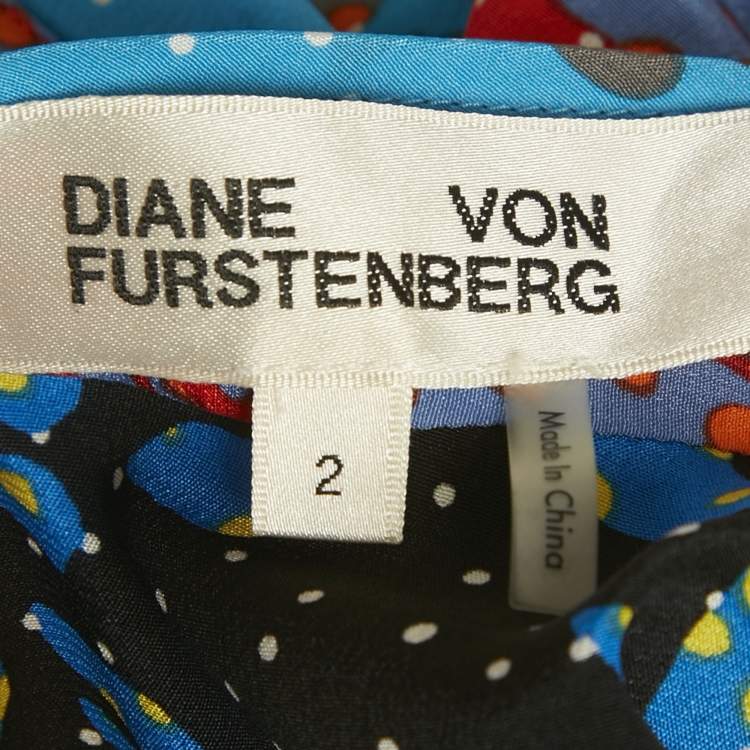 DIANE VON
FURSTENBERG
2
Made In China